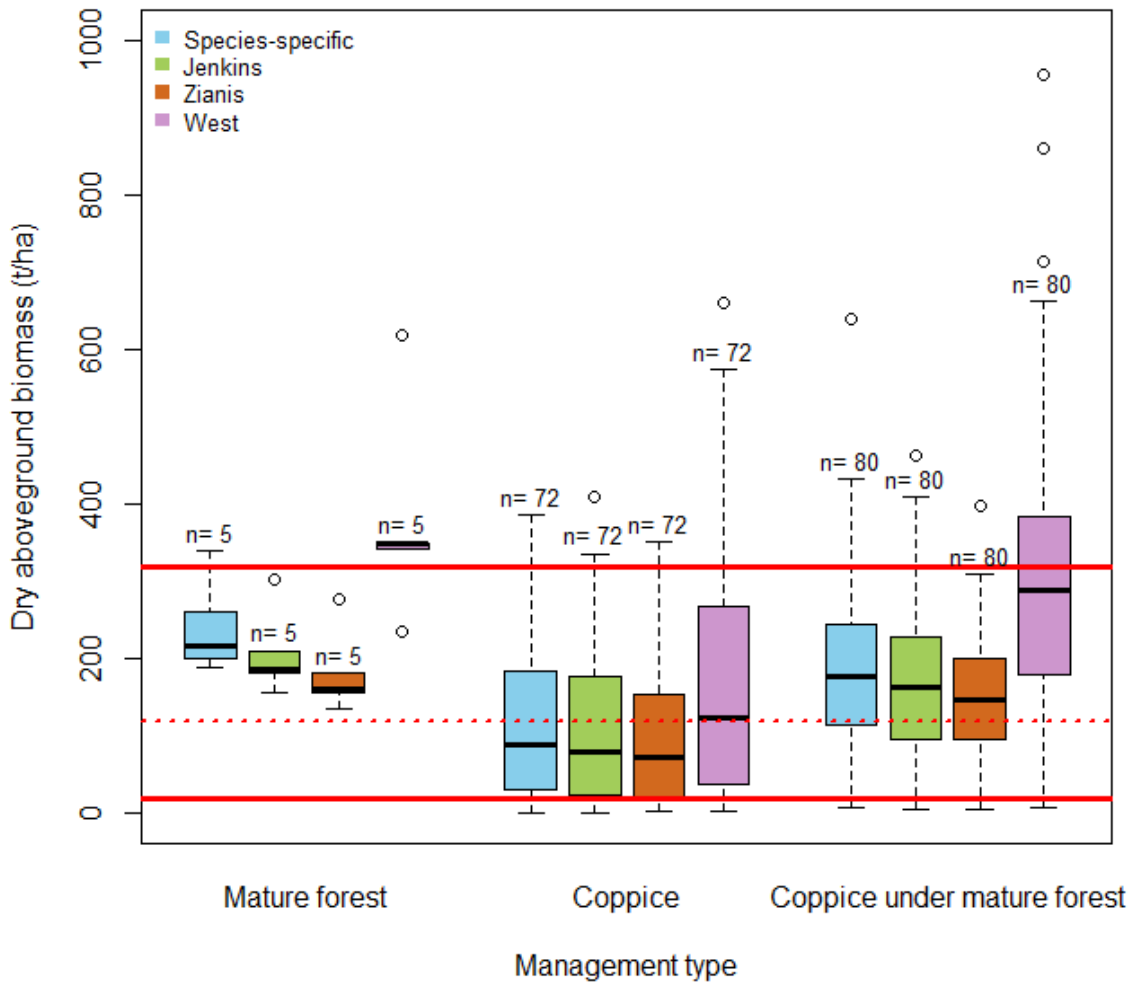 Dry aboveground biomass (t/ha)
1000
800
600
400
200
0
Species-specific
Jenkins
Zianis
West
n= 5
n= 5
n= 5
n= 5
n= 72
n= 72
n= 72
n= 72
n= 80
n= 80
n= 80
n= 80
Mature forest
Coppice
Coppice under mature forest
Management type